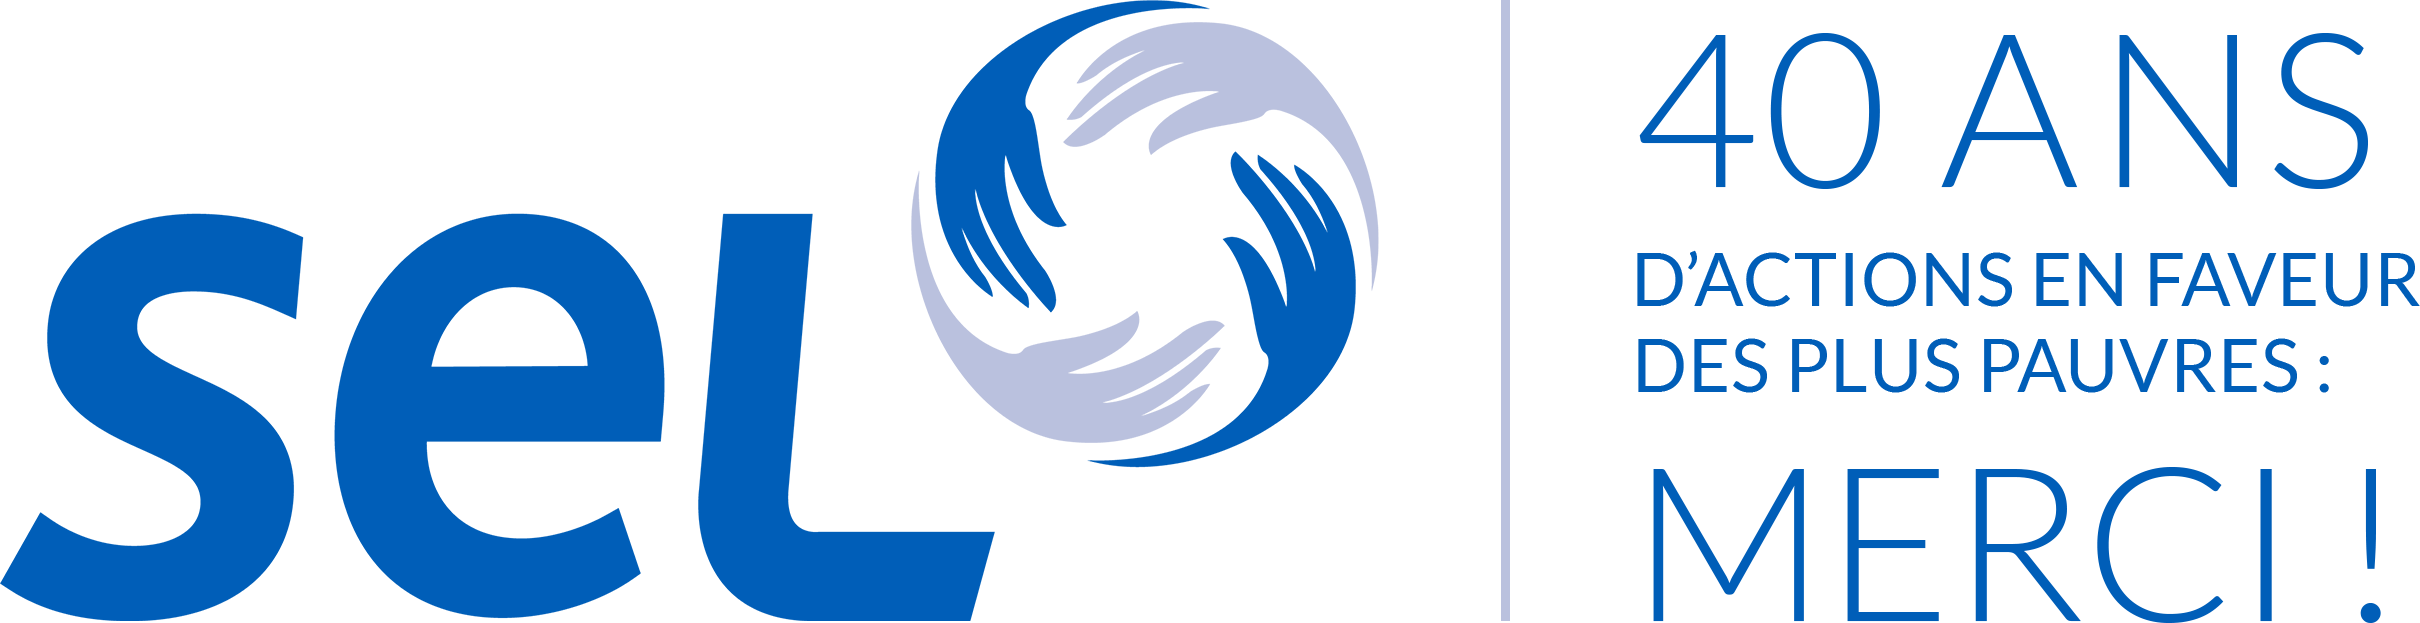 sel
40 ANS
D’ACTIONS EN FAVEUR
DES PLUS PAUVRES :
MERCI !